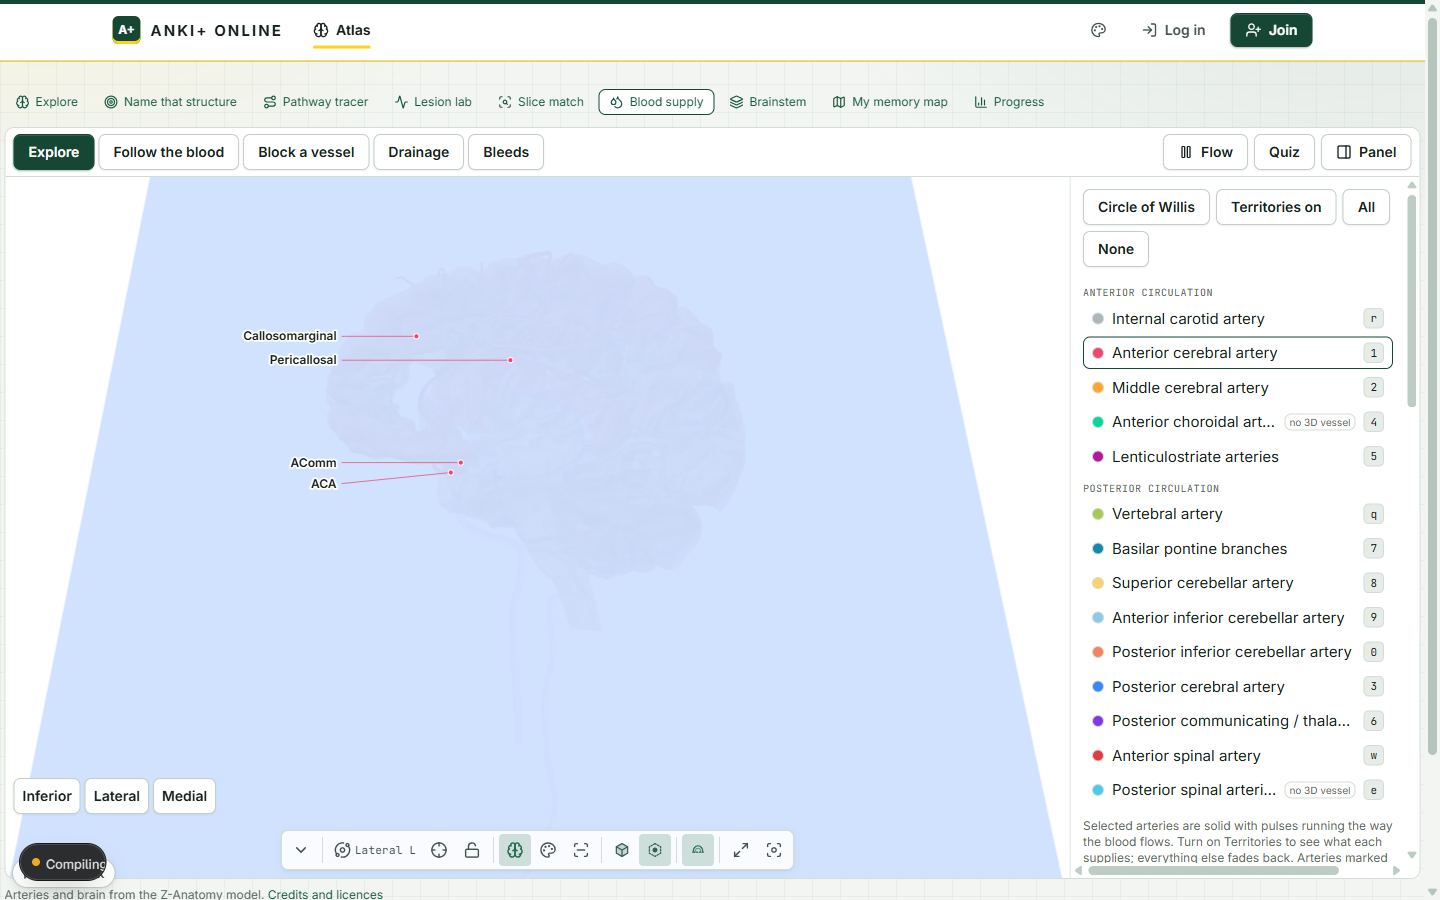 A+ ANKI+ ONLINE Atlas Log in Join
Explore Name that structure Pathway tracer Lesion lab Slice match Blood supply Brainstem My memory map Progress
Explore Follow the blood Block a vessel Drainage Bleeds Flow Quiz Panel
Callosomarginal
Pericallosal
AComm
ACA
Inferior Lateral Medial
Lateral L
Compiling
Circle of Willis Territories on All
None
ANTERIOR CIRCULATION
Internal carotid artery r
Anterior cerebral artery 1
Middle cerebral artery 2
Anterior choroidal art... no 3D vessel 4
Lenticulostriate arteries 5
POSTERIOR CIRCULATION
Vertebral artery q
Basilar pontine branches 7
Superior cerebellar artery 8
Anterior inferior cerebellar artery 9
Posterior inferior cerebellar artery 0
Posterior cerebral artery 3
Posterior communicating / thala... 6
Anterior spinal artery w
Posterior spinal arteri... no 3D vessel e
Selected arteries are solid with pulses running the way
the blood flows. Turn on Territories to see what each
supplies; everything else fades back. Arteries marked
Arteries and brain from the Z-Anatomy model. Credits and licences